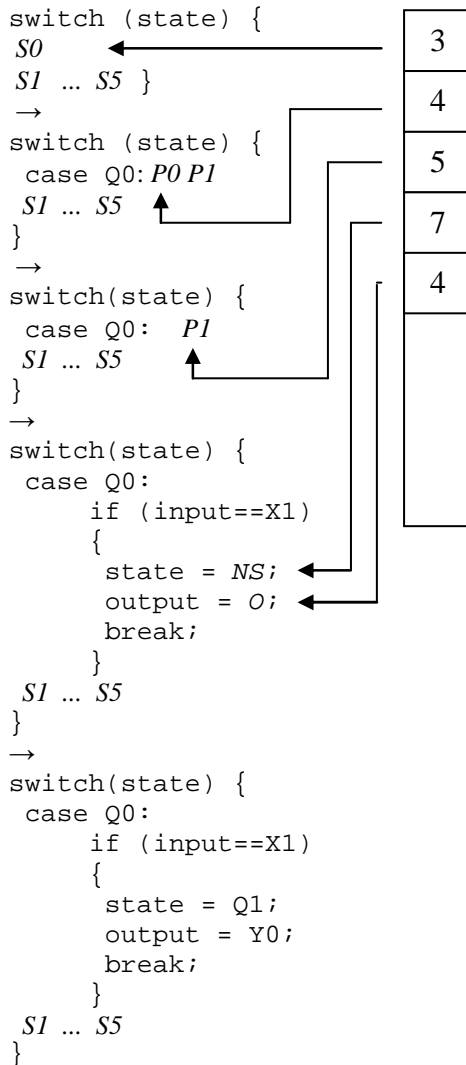 switch (state) {
S0
S1 ... S5 }
→
switch (state) {
case Q0: P0 P1
S1 ... S5
}
→
switch(state) {
case Q0: P1
S1 ... S5
}
→
switch(state) {
case Q0:
if (input==X1)
{
state = NS;
output = O;
break;
}
S1 ... S5
}
→
switch(state) {
case Q0:
if (input==X1)
{
state = Q1;
output = Y0;
break;
}
S1 ... S5
}
3
4
5
7
4